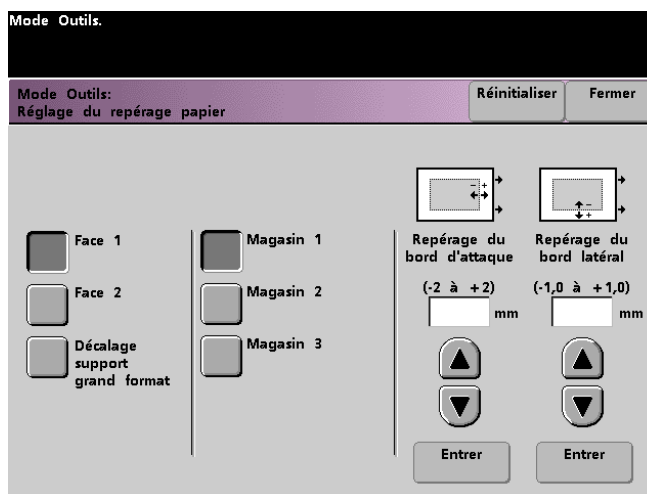 Mode Outils.
Mode Outils:
Réglage du repérage papier
Réinitialiser
Fermer
Face 1
Face 2
Décalage
support
grand format
Magasin 1
Magasin 2
Magasin 3
- +
Repérage du
bord d'attaque
(-2 à +2)
mm
Entrer
-
+
Repérage du
bord latéral
(-1,0 à +1,0)
mm
Entrer